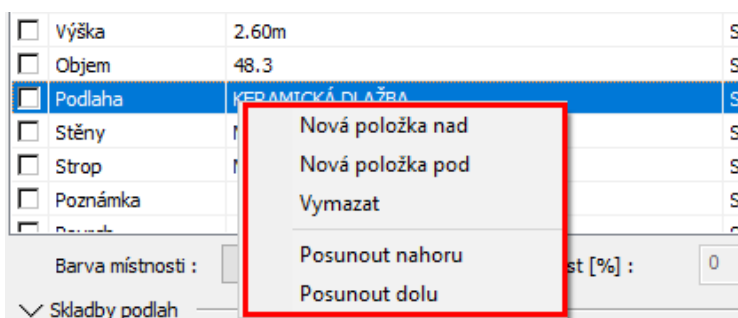 Výška 2.60m S
Objem 48.3 S
Podlaha KERAMICKÁ DLAŽBA S
Stěny S
Strop S
Poznámka S
Nová položka nad
Nová položka pod
Vymazat
Posunout nahoru
Posunout dolu
Barva místnosti : st [%] : 0
Skladby podlah